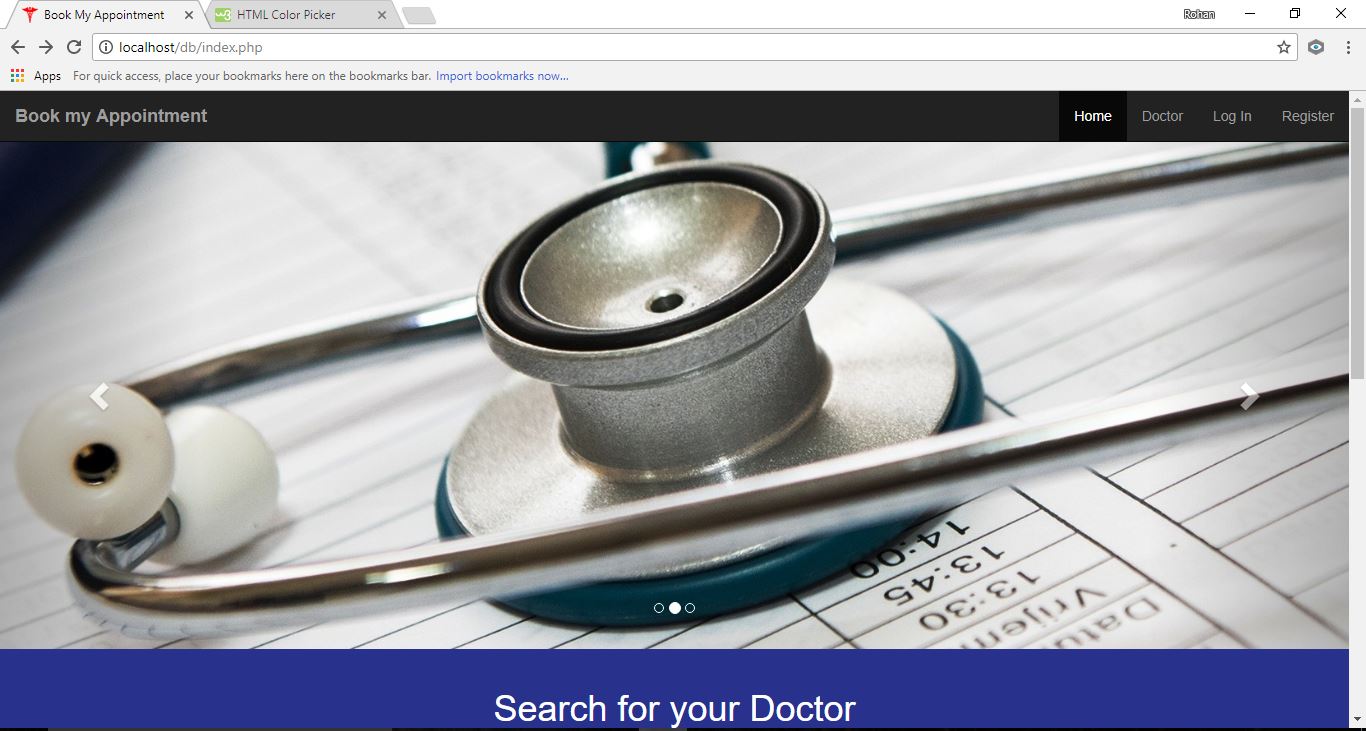 Book My Appointment
HTML Color Picker
Rohan
localhost/db/index.php
Apps For quick access, place your bookmarks here on the bookmarks bar. Import bookmarks now...
Book my Appointment
Home Doctor Log In Register
14:00
13:45
13:30
Vrijem
Datu
Search for your Doctor